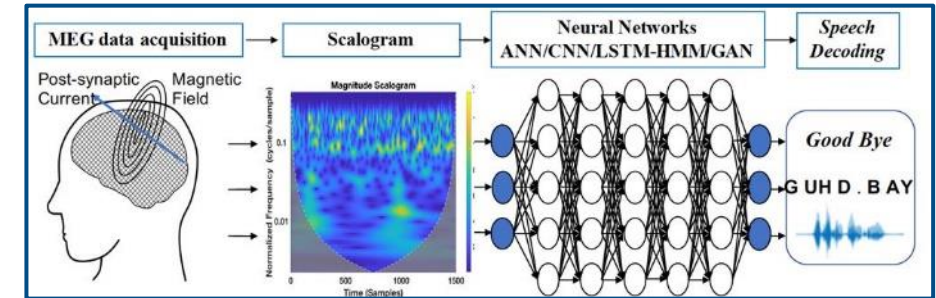 MEG data acquisition
Scalogram
Neural Networks
ANN/CNN/LSTM-HMM/GAN
Speech
Decoding
Post-synaptic
Current
Magnetic
Field
Magnitude Scalogram
Normalized Frequency (cycles/sample)
0.1
0.01
0
500
1000
1500
Time (Samples)
Good Bye
G UH D . B AY